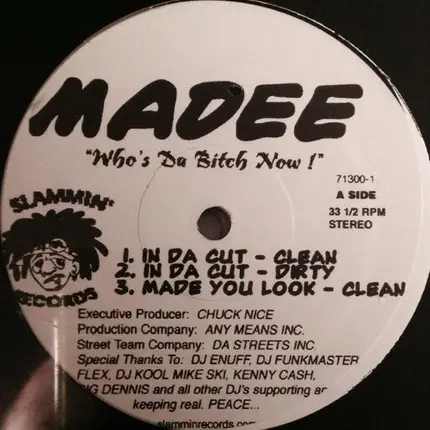 MADEE
"Who's Da Bitch Now!"
71300-1
A SIDE
33 1/2 RPM
STEREO
SLAMMIN'
RECORDS
1. IN DA CUT - CLEAN
2. IN DA CUT - DIRTY
3. MADE YOU LOOK - CLEAN
Executive Producer: CHUCK NICE
Production Company: ANY MEANS INC.
Street Team Company: DA STREETS INC.
Special Thanks To: DJ ENUFF, DJ FUNKMASTER
FLEX, DJ KOOL MIKE SKI, KENNY CASH,
DENNIS and all other DJ's supporting
keeping real. PEACE...
slamminrecords.com